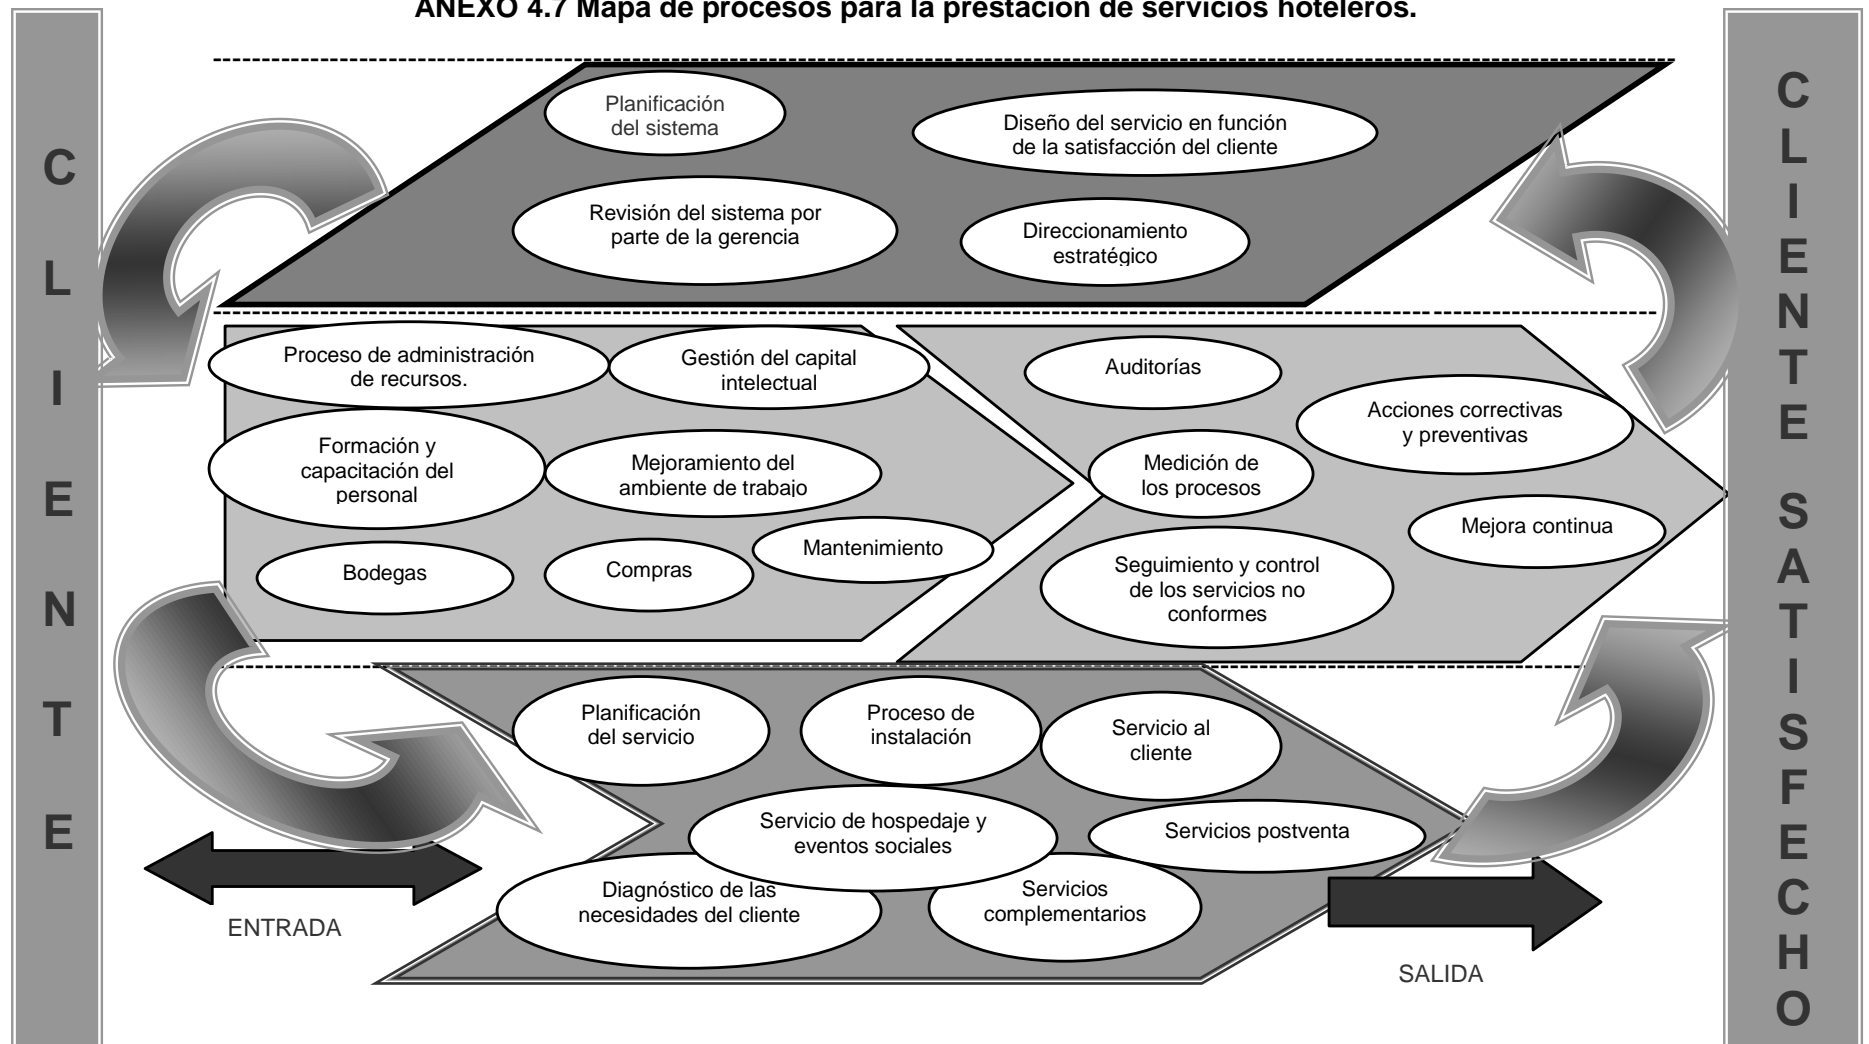 ANEXO 4.7 Mapa de procesos para la prestación de servicios hoteleros.
CLIENTE
Planificación
del sistema
Diseño del servicio en función
de la satisfacción del cliente
Revisión del sistema por
parte de la gerencia
Direccionamiento
estratégico
Proceso de administración
de recursos.
Gestión del capital
intelectual
Formación y
capacitación del
personal
Mejoramiento del
ambiente de trabajo
Bodegas
Compras
Mantenimiento
Auditorías
Acciones correctivas
y preventivas
Medición de
los procesos
Mejora continua
Seguimiento y control
de los servicios no
conformes
Planificación
del servicio
Proceso de
instalación
Servicio al
cliente
Servicio de hospedaje y
eventos sociales
Servicios postventa
Diagnóstico de las
necesidades del cliente
Servicios
complementarios
ENTRADA
SALIDA
CLIENTE SATISFECHO